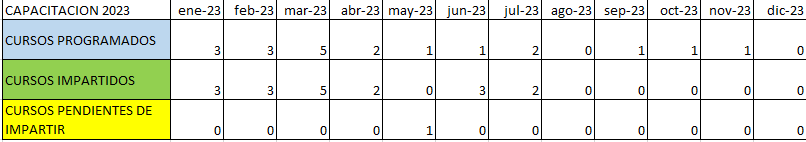 CAPACITACION 2023 ene-23 feb-23 mar-23 abr-23 may-23 jun-23 jul-23 ago-23 sep-23 oct-23 nov-23 dic-23
CURSOS PROGRAMADOS 3 3 5 2 1 1 2 0 1 1 1 0
CURSOS IMPARTIDOS 3 3 5 2 0 3 2 0 0 0 0 0
CURSOS PENDIENTES DE
IMPARTIR 0 0 0 0 1 0 0 0 0 0 0 0